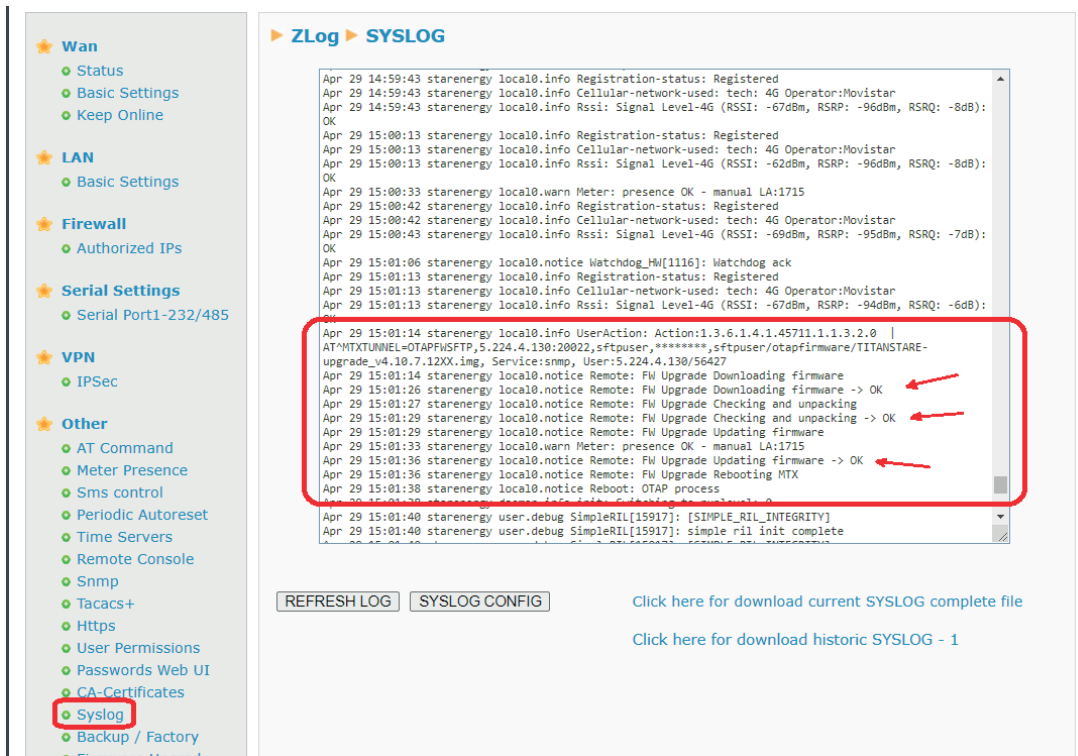 Wan
Status
Basic Settings
Keep Online
LAN
Basic Settings
Firewall
Authorized IPs
Serial Settings
Serial Port1-232/485
VPN
IPSec
Other
AT Command
Meter Presence
Sms control
Periodic Autoreset
Time Servers
Remote Console
Snmp
Tacacs+
Https
User Permissions
Passwords Web UI
CA-Certificates
Syslog
Backup / Factory
ZLog SYSLOG
Apr 29 14:59:43 starenergy local0.info Registration-status: Registered
Apr 29 14:59:43 starenergy local0.info Cellular-network-used: tech: 4G Operator:Movistar
Apr 29 14:59:43 starenergy local0.info Rssi: Signal Level-4G (RSSI: -67dBm, RSRP: -96dBm, RSRQ: -8dB):
OK
Apr 29 15:00:13 starenergy local0.info Registration-status: Registered
Apr 29 15:00:13 starenergy local0.info Cellular-network-used: tech: 4G Operator:Movistar
Apr 29 15:00:13 starenergy local0.info Rssi: Signal Level-4G (RSSI: -62dBm, RSRP: -96dBm, RSRQ: -8dB):
OK
Apr 29 15:00:33 starenergy local0.warn Meter: presence OK - manual LA:1715
Apr 29 15:00:42 starenergy local0.info Registration-status: Registered
Apr 29 15:00:42 starenergy local0.info Cellular-network-used: tech: 4G Operator:Movistar
Apr 29 15:00:43 starenergy local0.info Rssi: Signal Level-4G (RSSI: -69dBm, RSRP: -95dBm, RSRQ: -7dB):
OK
Apr 29 15:01:06 starenergy local0.notice Watchdog_HW[1116]: Watchdog ack
Apr 29 15:01:13 starenergy local0.info Registration-status: Registered
Apr 29 15:01:13 starenergy local0.info Cellular-network-used: tech: 4G Operator:Movistar
Apr 29 15:01:13 starenergy local0.info Rssi: Signal Level-4G (RSSI: -67dBm, RSRP: -94dBm, RSRQ: -6dB):
OK
Apr 29 15:01:14 starenergy local0.info UserAction: Action:1.3.6.1.4.1.45711.1.1.3.2.0 |
AT^MTXTUNNEL=OTAPFWSFTP,5.224.4.130:20022,sftpuser,********,sftpuser/otapfirmware/TITANSTARE-
upgrade_v4.10.7.12XX.img, Service:snmp, User:5.224.4.130/56427
Apr 29 15:01:14 starenergy local0.notice Remote: FW Upgrade Downloading firmware
Apr 29 15:01:26 starenergy local0.notice Remote: FW Upgrade Downloading firmware -> OK
Apr 29 15:01:27 starenergy local0.notice Remote: FW Upgrade Checking and unpacking
Apr 29 15:01:29 starenergy local0.notice Remote: FW Upgrade Checking and unpacking -> OK
Apr 29 15:01:29 starenergy local0.notice Remote: FW Upgrade Updating firmware
Apr 29 15:01:33 starenergy local0.warn Meter: presence OK - manual LA:1715
Apr 29 15:01:36 starenergy local0.notice Remote: FW Upgrade Updating firmware -> OK
Apr 29 15:01:36 starenergy local0.notice Remote: FW Upgrade Rebooting MTX
Apr 29 15:01:38 starenergy local0.notice Reboot: OTAP process
Apr 29 15:01:40 starenergy user.debug SimpleRIL[15917]: [SIMPLE_RIL_INTEGRITY]
Apr 29 15:01:40 starenergy user.debug SimpleRIL[15917]: simple ril init complete
REFRESH LOG SYSLOG CONFIG
Click here for download current SYSLOG complete file
Click here for download historic SYSLOG - 1